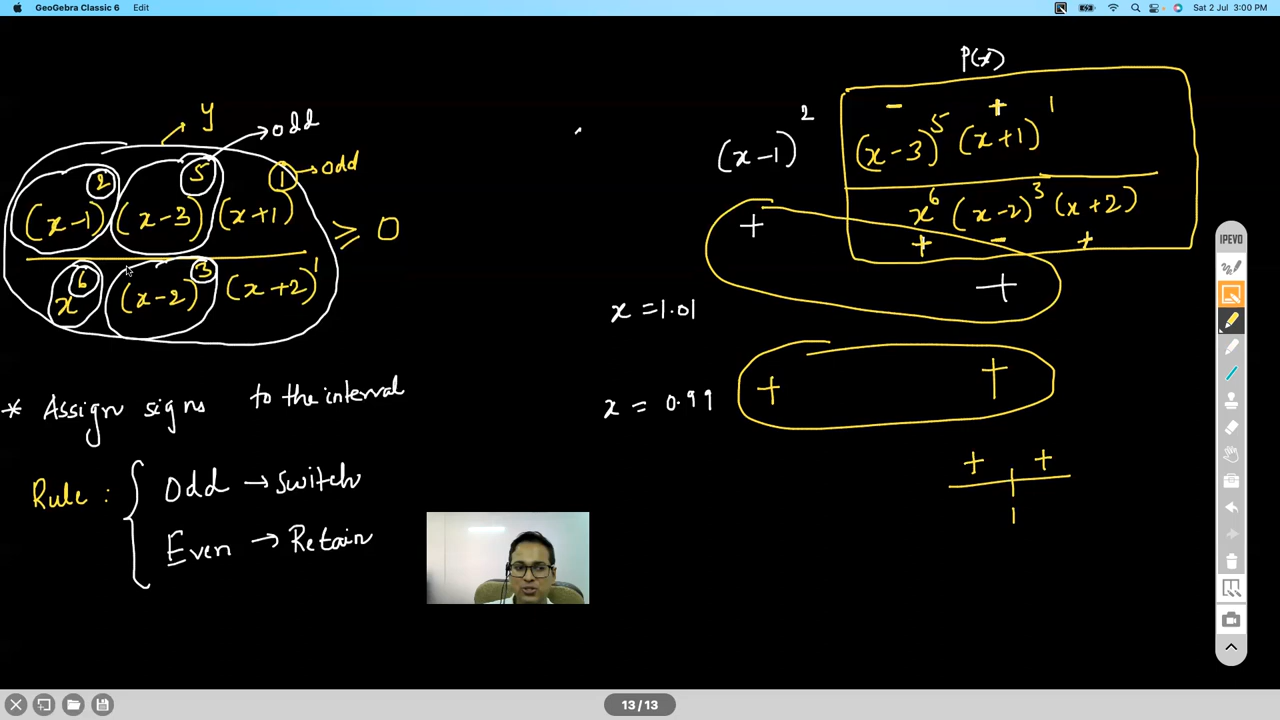 GeoGebra Classic 6 Edit
Sat 2 Jul 3:00 PM
y
odd
odd
(x-1)² (x-3)⁵ (x+1)¹ ≥ 0
x⁶ (x-2)³ (x+2)¹
* Assign signs to the interval
Rule : { Odd → Switch
Even → Retain
P(x)
- +
(x-1)² (x-3)⁵ (x+1)¹
x⁶ (x-2)³ (x+2)
+ - +
+ +
x = 1.01
x = 0.99 + +
+ +
1
IPEVO
13/13